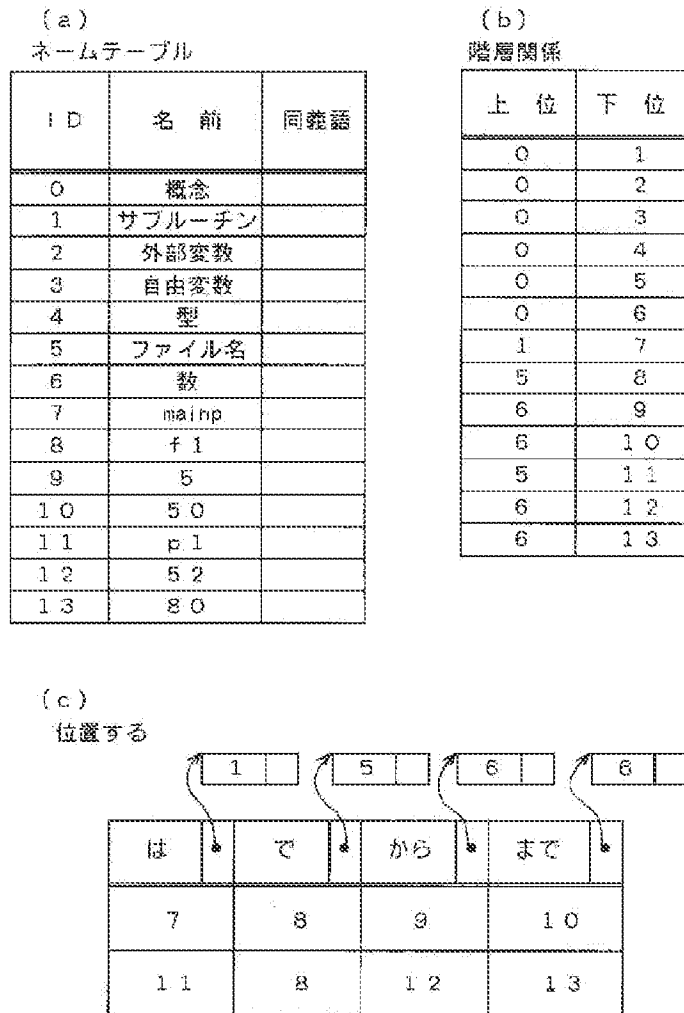 (a)
ネームテーブル
ID 名前 同義語
0 概念
1 サブルーチン
2 外部変数
3 自由変数
4 型
5 ファイル名
6 数
7 mainp
8 f1
9 5
10 50
11 p1
12 52
13 80
(b)
階層関係
上位 下位
0 1
0 2
0 3
0 4
0 5
0 6
1 7
5 8
6 9
6 10
5 11
6 12
6 13
(c)
位置する
1 5 6 6
は で から まで
7 8 9 10
11 8 12 13